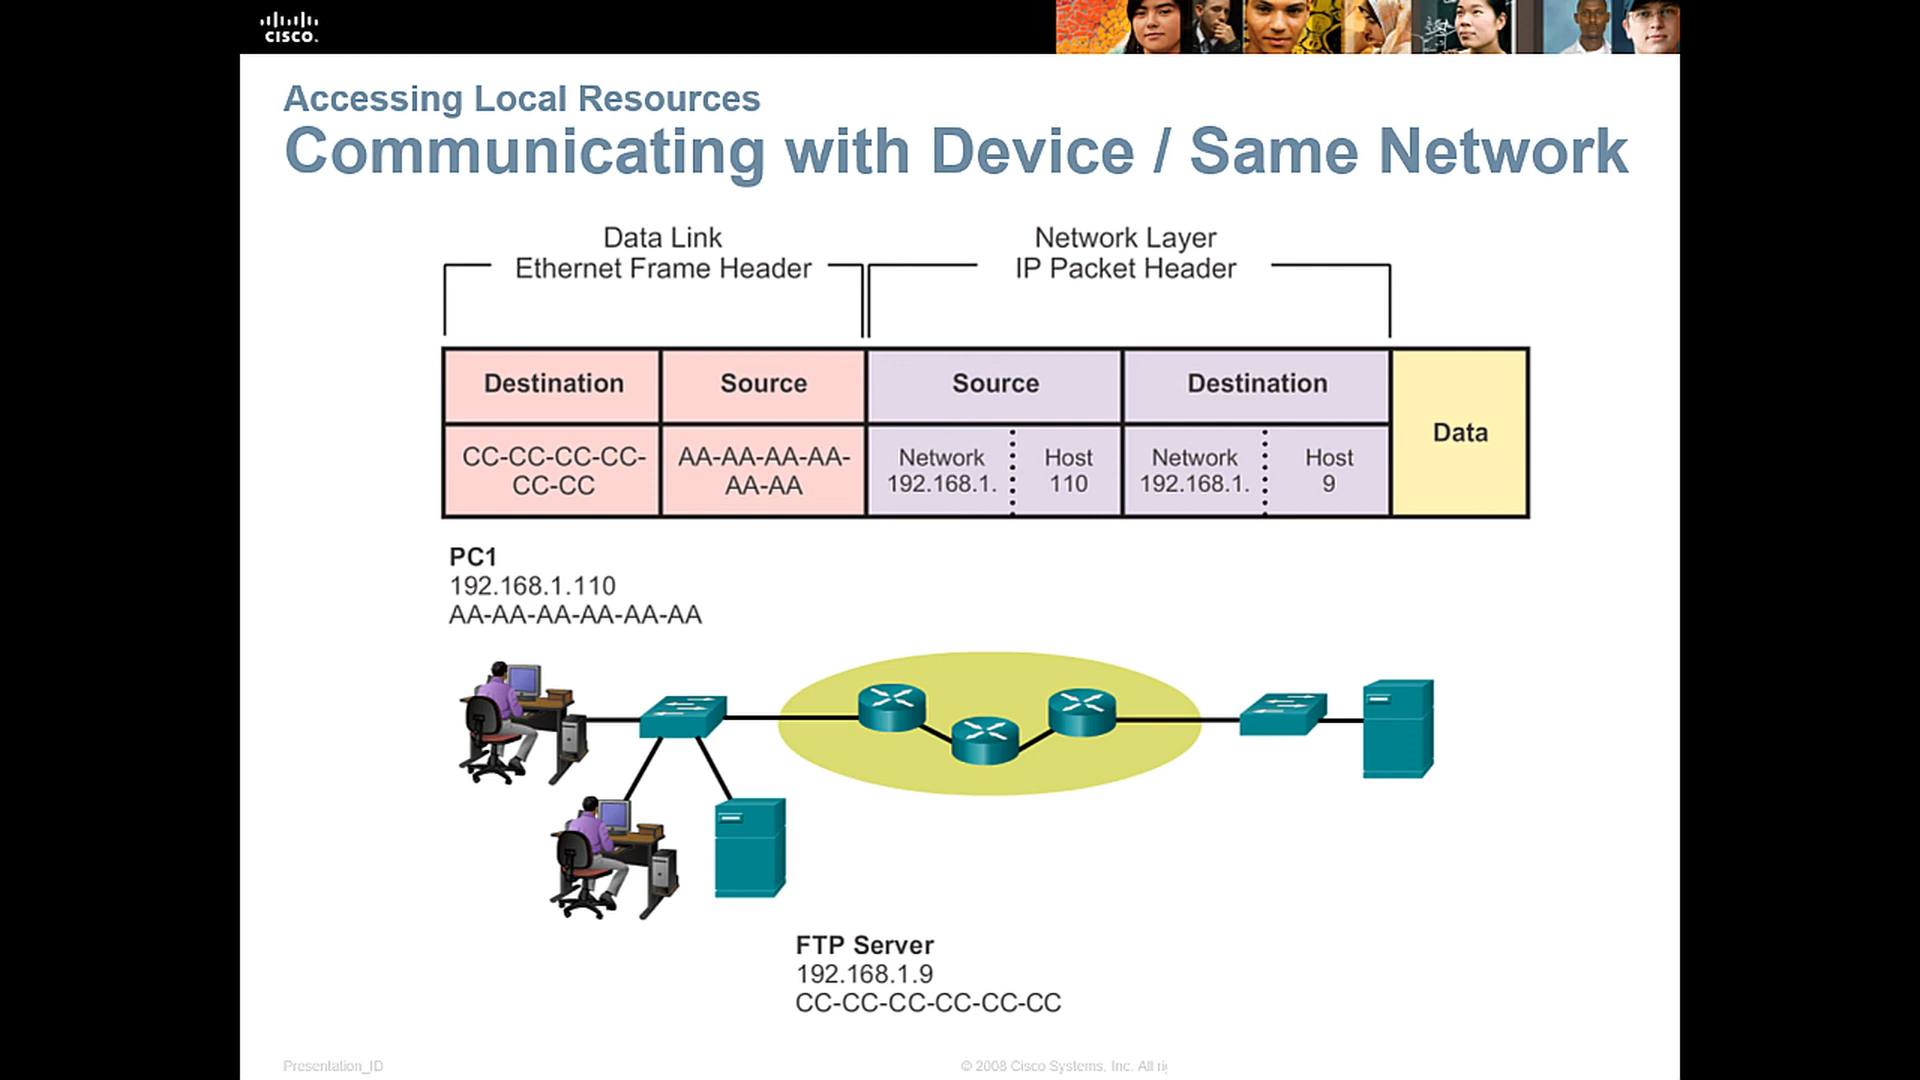 CISCO.
Accessing Local Resources
Communicating with Device / Same Network
Data Link
Ethernet Frame Header
Network Layer
IP Packet Header
Destination
Source
Source
Destination
Data
CC-CC-CC-CC-
CC-CC
AA-AA-AA-AA-
AA-AA
Network
192.168.1.
Host
110
Network
192.168.1.
Host
9
PC1
192.168.1.110
AA-AA-AA-AA-AA-AA
FTP Server
192.168.1.9
CC-CC-CC-CC-CC-CC
Presentation_ID
© 2008 Cisco Systems, Inc. All